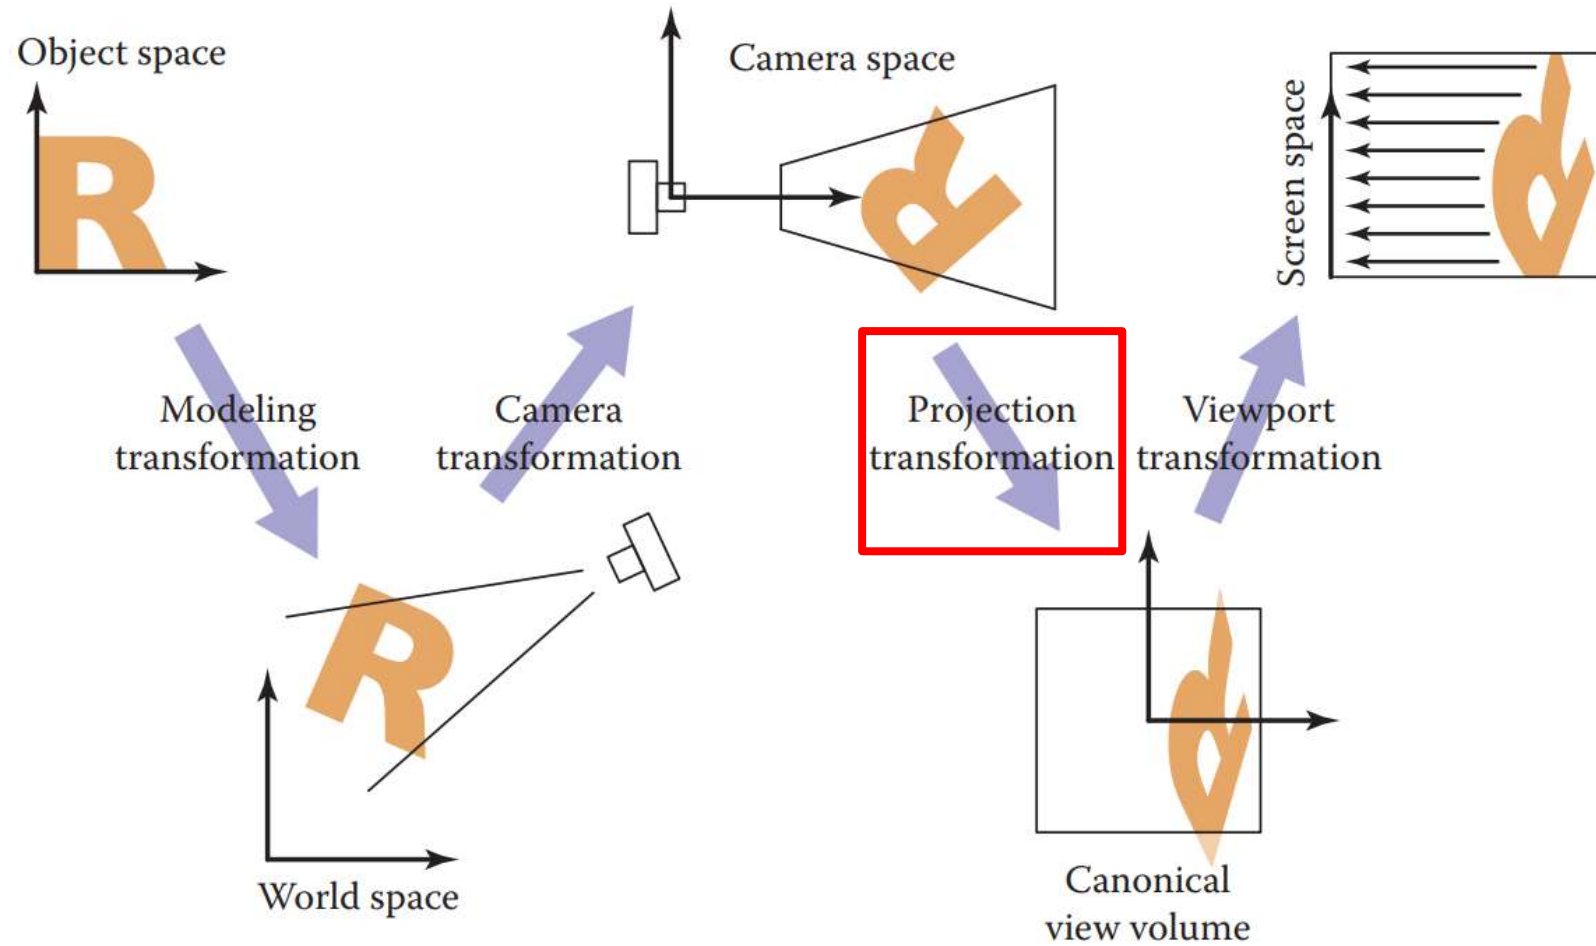 Object space
Camera space
Screen space
Modeling
transformation
Camera
transformation
Projection
transformation
Viewport
transformation
World space
Canonical
view volume